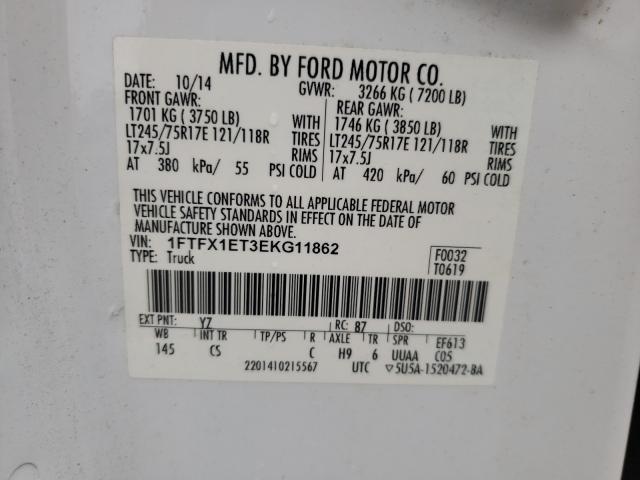 MFD. BY FORD MOTOR CO.
DATE: 10/14 GVWR: 3266 KG ( 7200 LB)
FRONT GAWR: REAR GAWR:
1701 KG ( 3750 LB) WITH 1746 KG ( 3850 LB) WITH
LT245/75R17E 121/118R TIRES LT245/75R17E 121/118R TIRES
17x7.5J RIMS 17x7.5J RIMS
AT 380 kPa/ 55 PSI COLD AT 420 kPa/ 60 PSI COLD
THIS VEHICLE CONFORMS TO ALL APPLICABLE FEDERAL MOTOR
VEHICLE SAFETY STANDARDS IN EFFECT ON THE DATE OF
MANUFACTURE SHOWN ABOVE.
VIN: 1FTFX1ET3EKG11862 F0032
TYPE: Truck T0619
EXT PNT: YZ RC: 87 DSO:
WB INT TR TP/PS R AXLE TR SPR EF613
145 CS C H9 6 UUAA C05
2201410215567 UTC ▽5U5A-1520472-BA